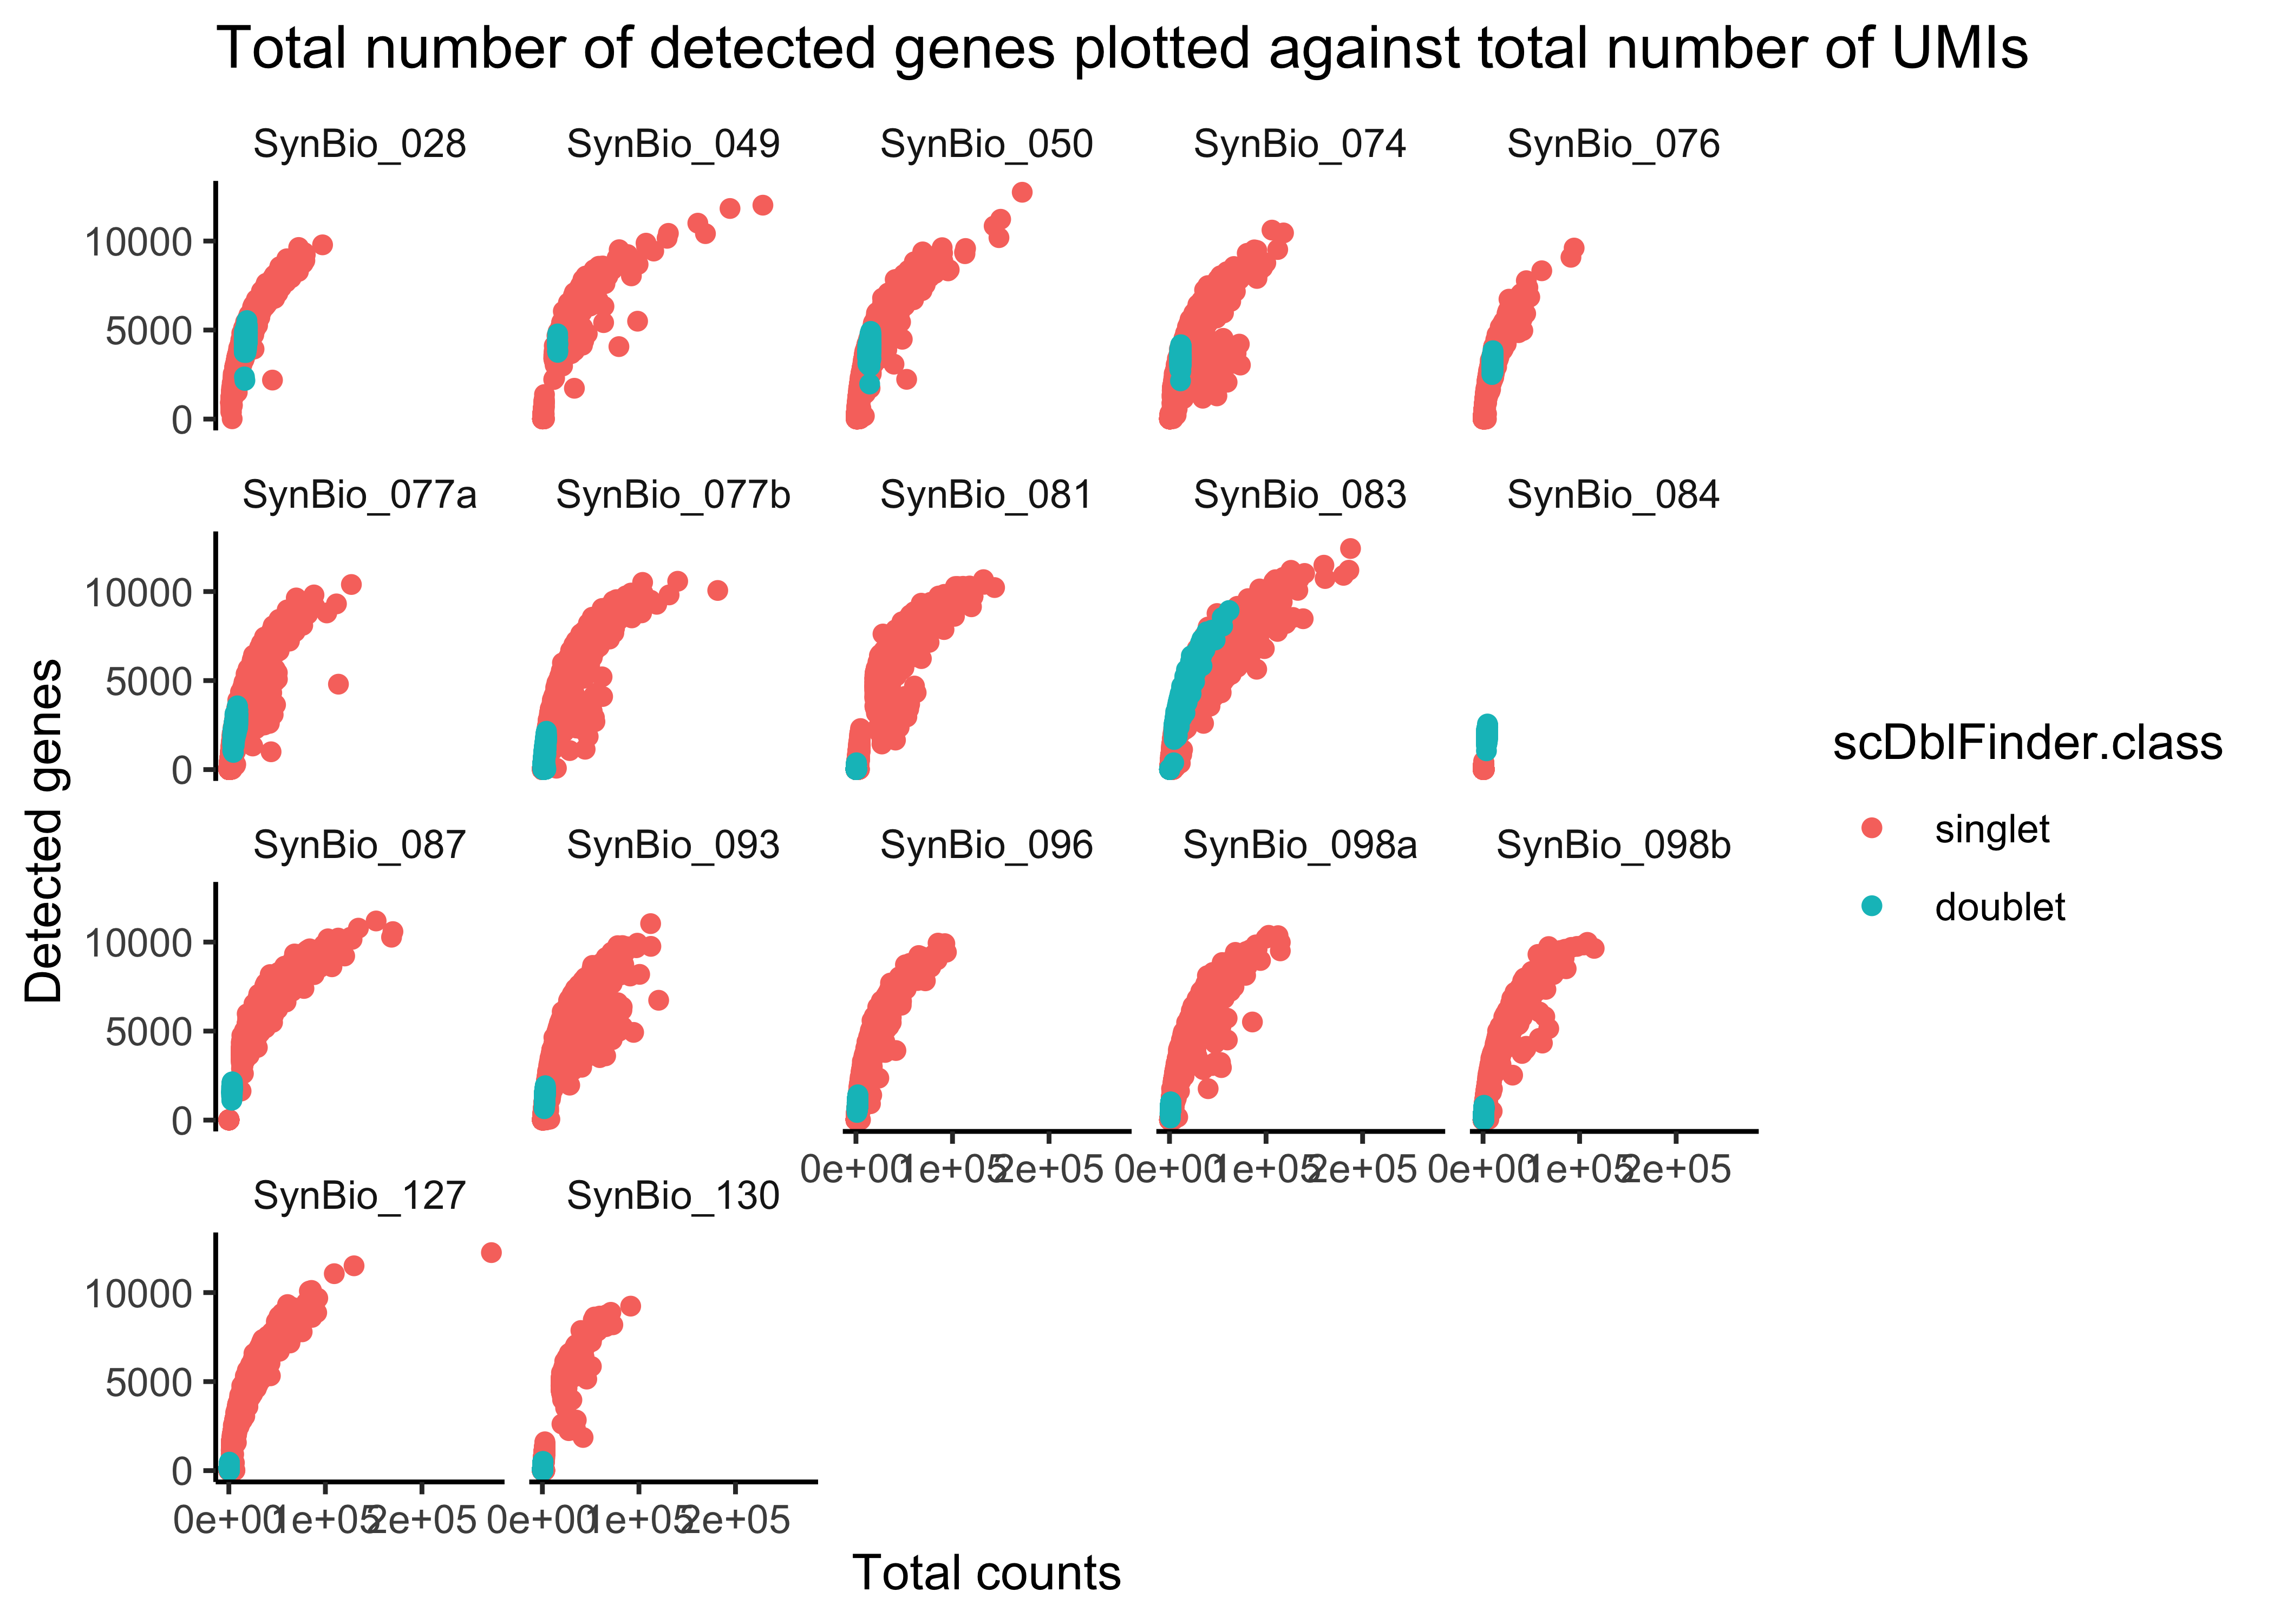 Total number of detected genes plotted against total number of UMIs
SynBio_028 SynBio_049 SynBio_050 SynBio_074 SynBio_076
10000
5000
0
SynBio_077a SynBio_077b SynBio_081 SynBio_083 SynBio_084
10000
5000
0
SynBio_087 SynBio_093 SynBio_096 SynBio_098a SynBio_098b
10000
5000
0
0e+00 1e+05 2e+05 0e+00 1e+05 2e+05 0e+00 1e+05 2e+05
SynBio_127 SynBio_130
10000
5000
0
0e+00 1e+05 2e+05 0e+00 1e+05 2e+05
Total counts
Detected genes
scDblFinder.class
singlet
doublet